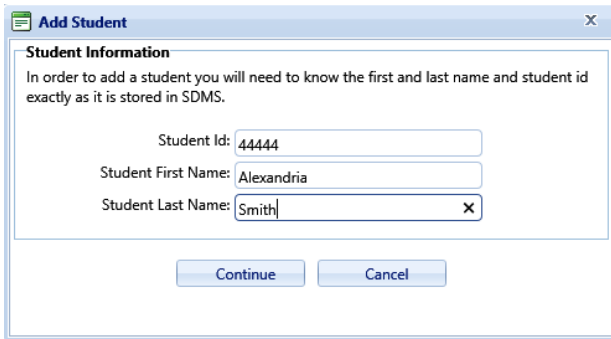 Add Student
Student Information
In order to add a student you will need to know the first and last name and student id
exactly as it is stored in SDMS.
Student Id: 44444
Student First Name: Alexandria
Student Last Name: Smith
Continue Cancel